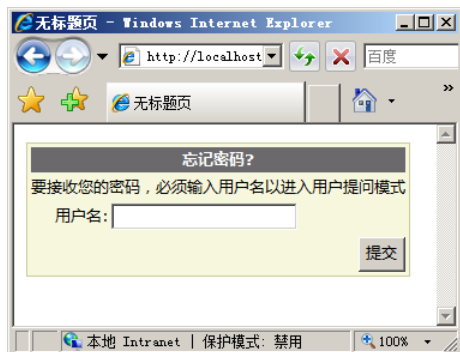 无标题页 - Windows Internet Explorer
http://localhost
百度
无标题页
»
忘记密码?
要接收您的密码，必须输入用户名以进入用户提问模式
用户名:
提交
本地 Intranet | 保护模式: 禁用
100%